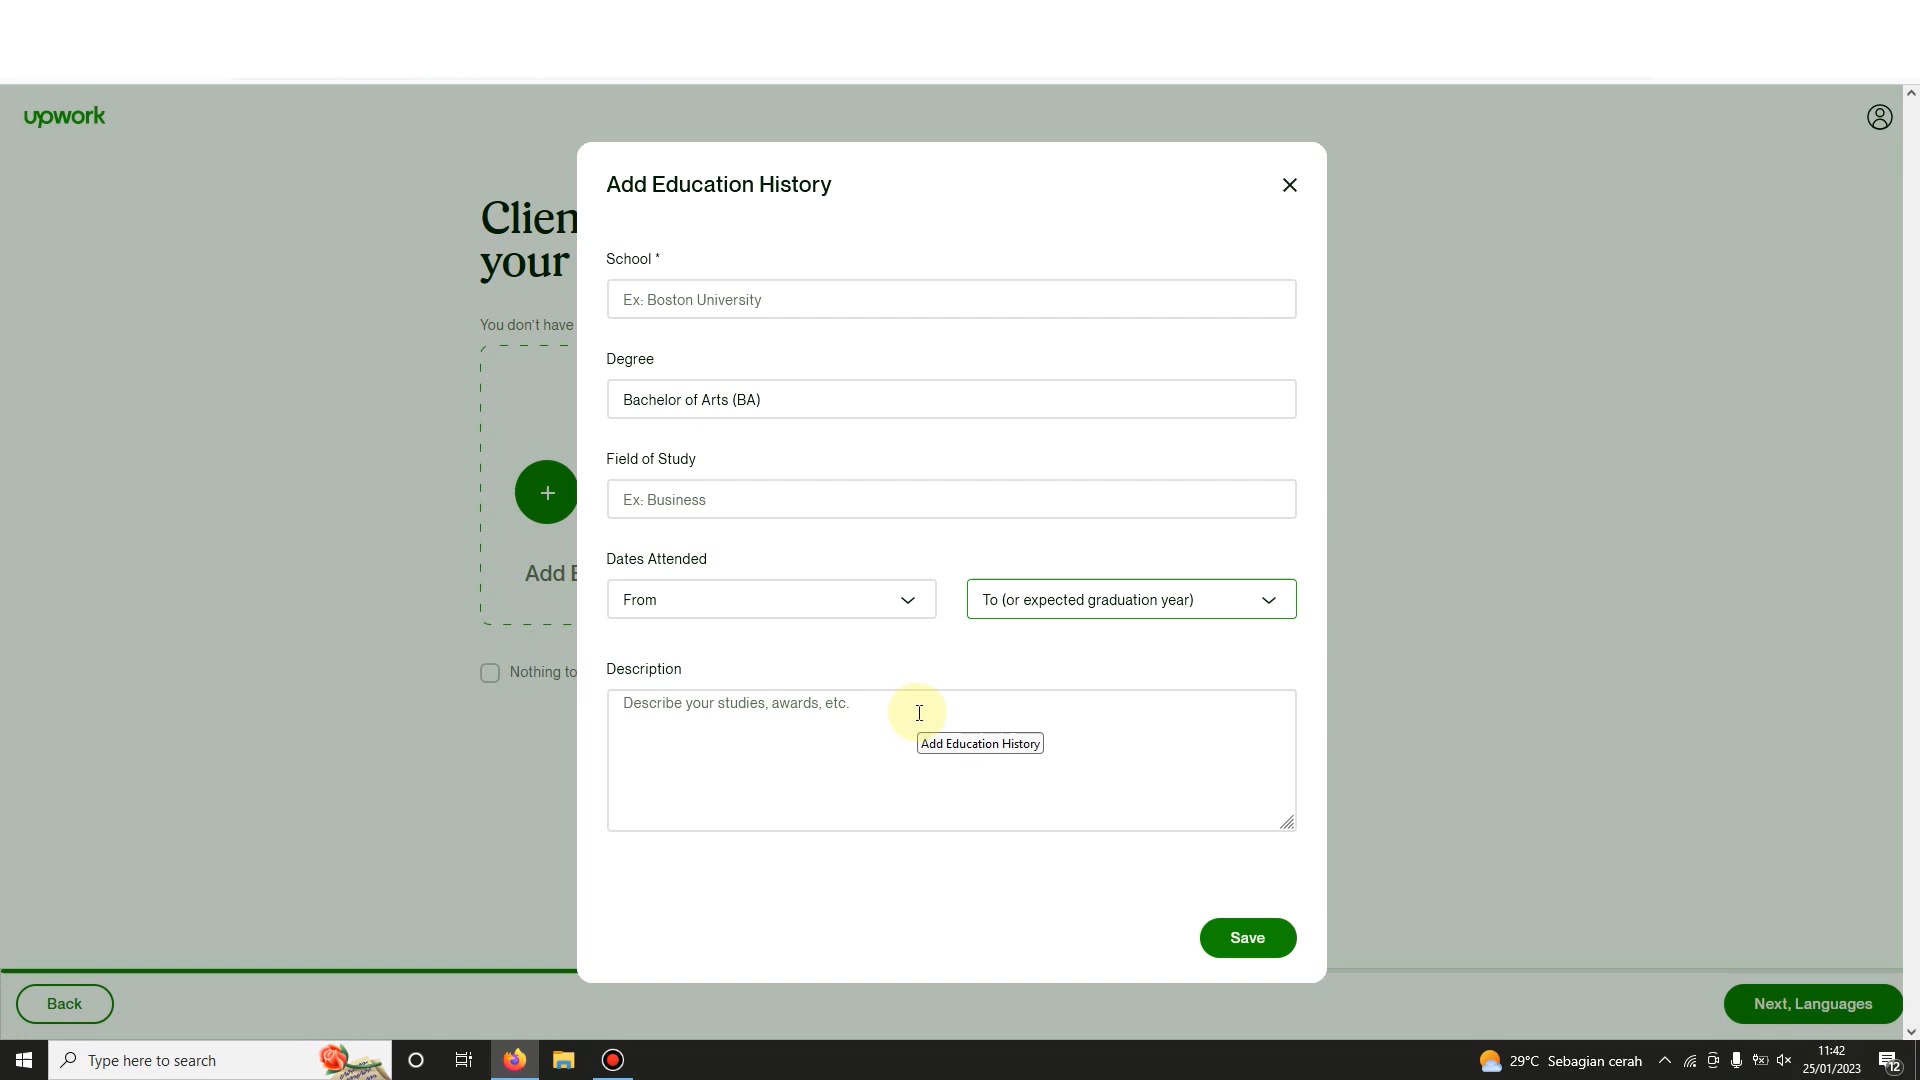 upwork
Add Education History
Clien
your
School *
Ex: Boston University
You don't have
Degree
Bachelor of Arts (BA)
Field of Study
Ex: Business
Dates Attended
Add E
From
To (or expected graduation year)
Nothing to
Description
Describe your studies, awards, etc.
Add Education History
Save
Back
Next, Languages
Type here to search
29°C Sebagian cerah
11:42
25/01/2023
12